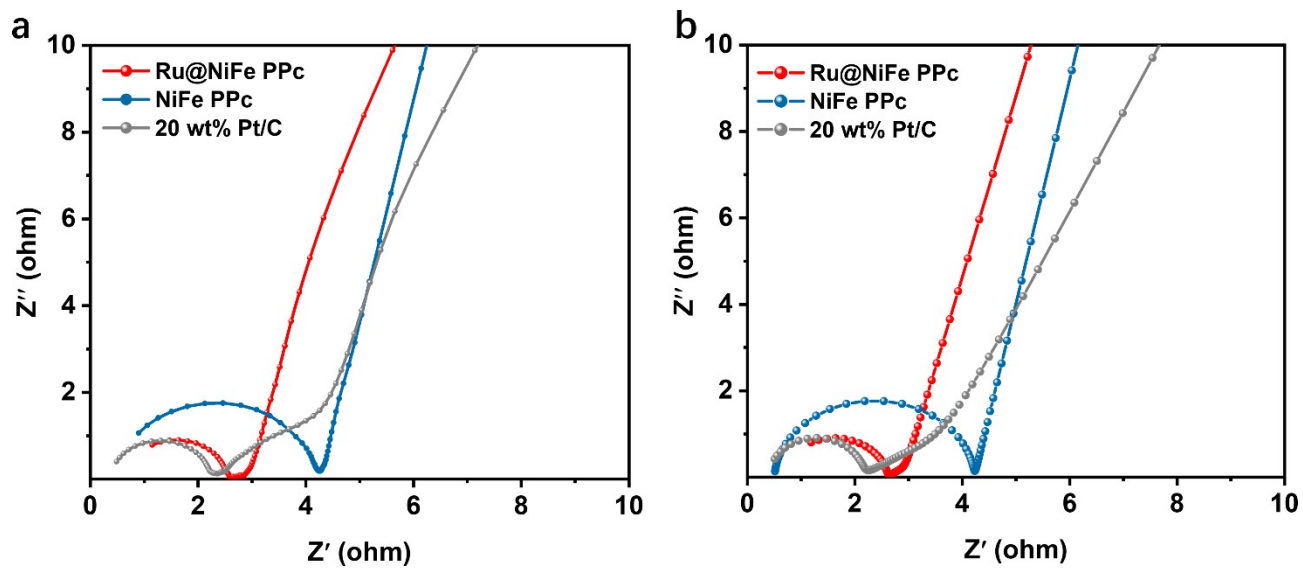 a
10
8
6
4
2
Z″ (ohm)
Ru@NiFe PPc
NiFe PPc
20 wt% Pt/C
0 2 4 6 8 10
Z′ (ohm)
b
10
8
6
4
2
Z″ (ohm)
Ru@NiFe PPc
NiFe PPc
20 wt% Pt/C
0 2 4 6 8 10
Z′ (ohm)